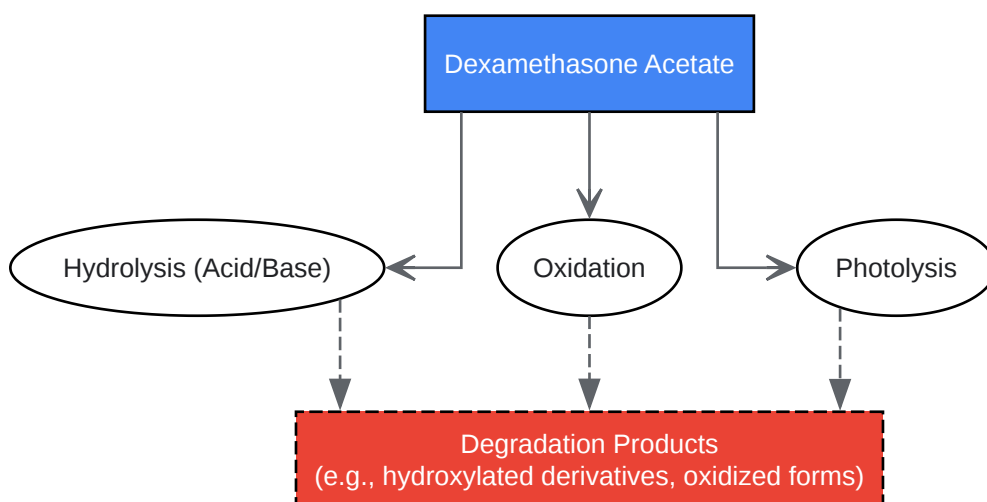 Dexamethasone Acetate
Hydrolysis (Acid/Base)
Oxidation
Photolysis
Degradation Products
(e.g., hydroxylated derivatives, oxidized forms)